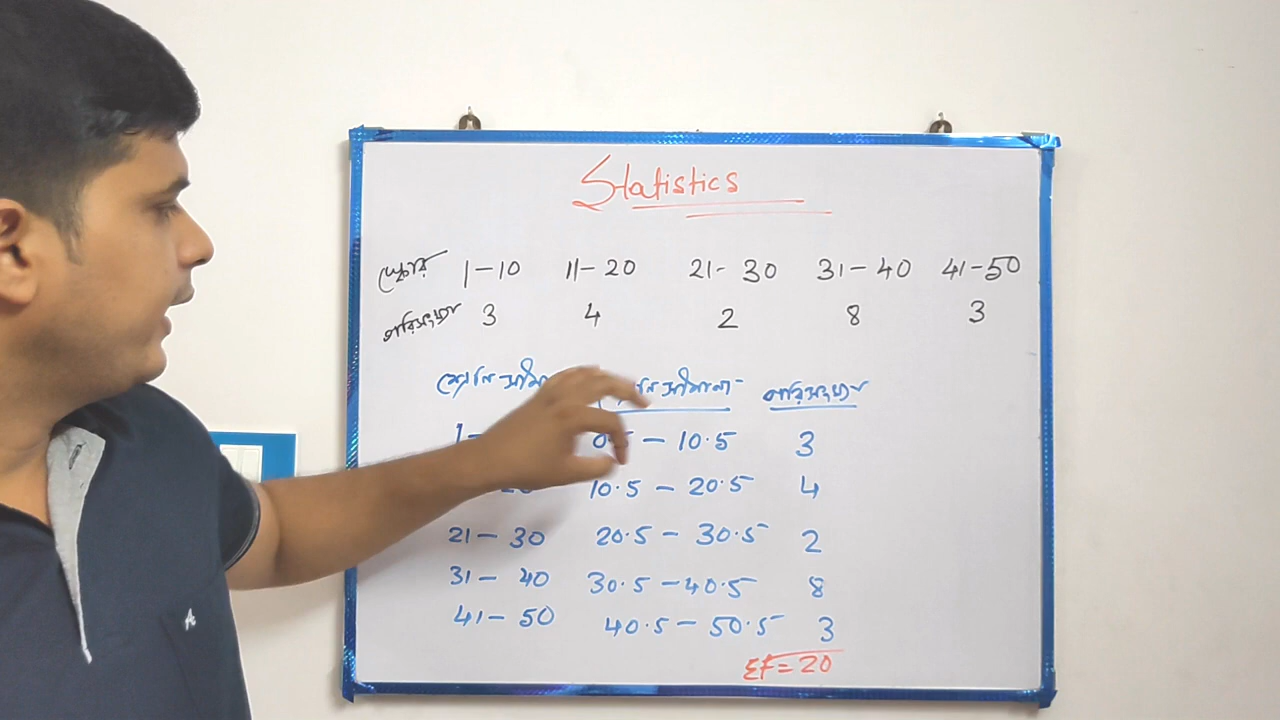 Statistics
স্কোর 1-10 11-20 21-30 31-40 41-50
পরিসংখ্যা 3 4 2 8 3
শ্রেণি সীমানা পরিসংখ্যা
0.5 - 10.5 3
10.5 - 20.5 4
21 - 30 20.5 - 30.5 2
31 - 40 30.5 - 40.5 8
41 - 50 40.5 - 50.5 3
Σf = 20